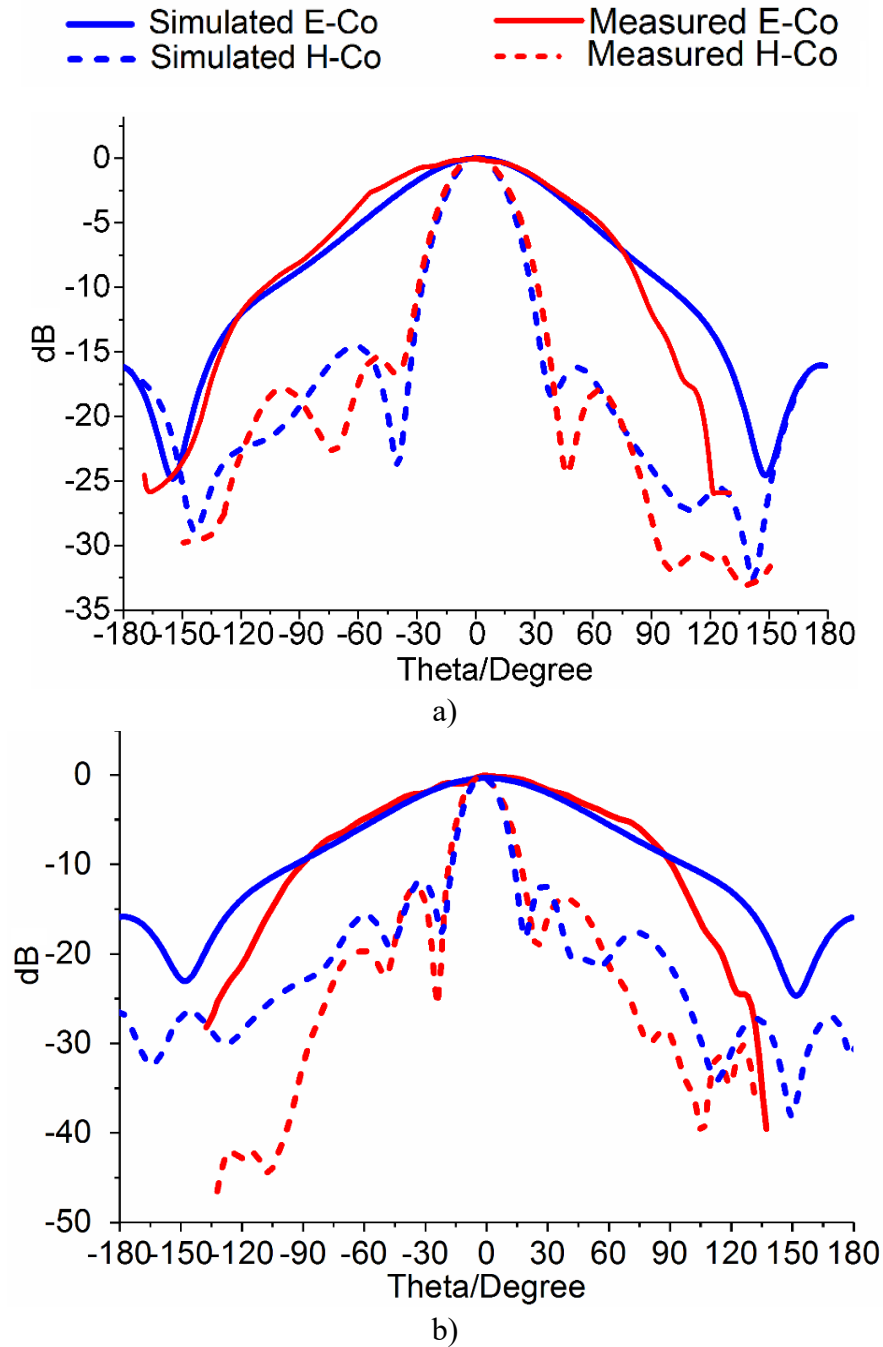 Simulated E-Co Measured E-Co
Simulated H-Co Measured H-Co
0
-5
-10
-15
-20
-25
-30
-35
dB
-180 -150 -120 -90 -60 -30 0 30 60 90 120 150 180
Theta/Degree
a)
0
-10
-20
-30
-40
-50
dB
-180 -150 -120 -90 -60 -30 0 30 60 90 120 150 180
Theta/Degree
b)